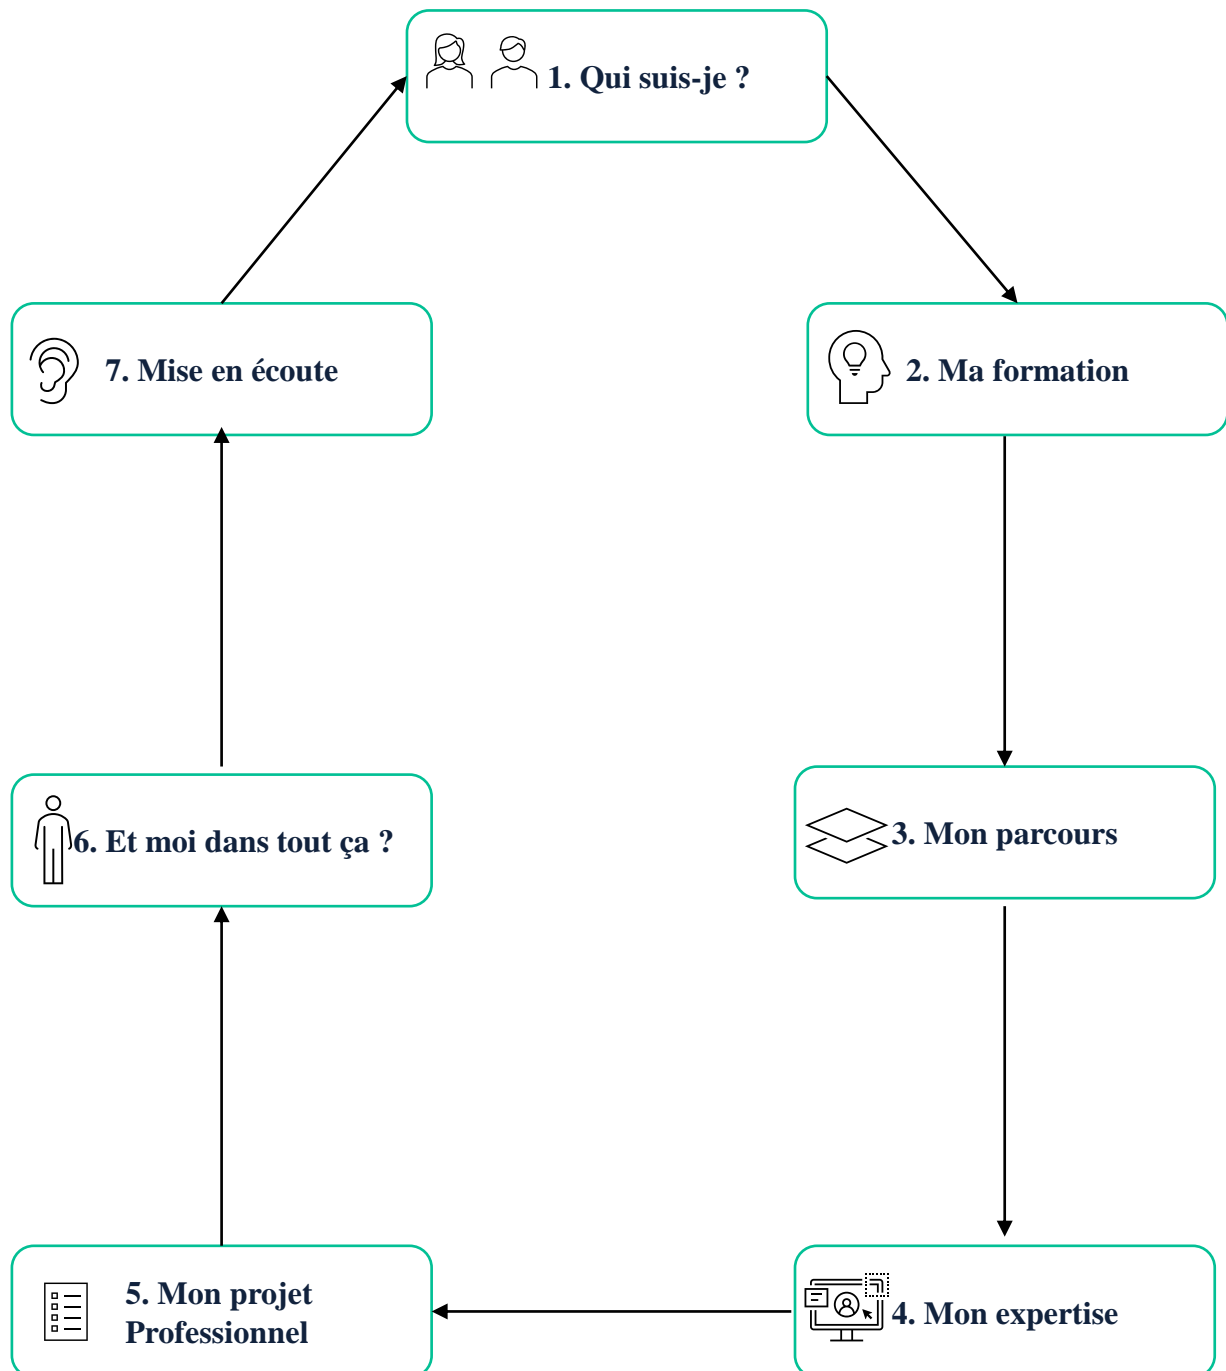 1. Qui suis-je ?
2. Ma formation
3. Mon parcours
4. Mon expertise
5. Mon projet
Professionnel
6. Et moi dans tout ça ?
7. Mise en écoute